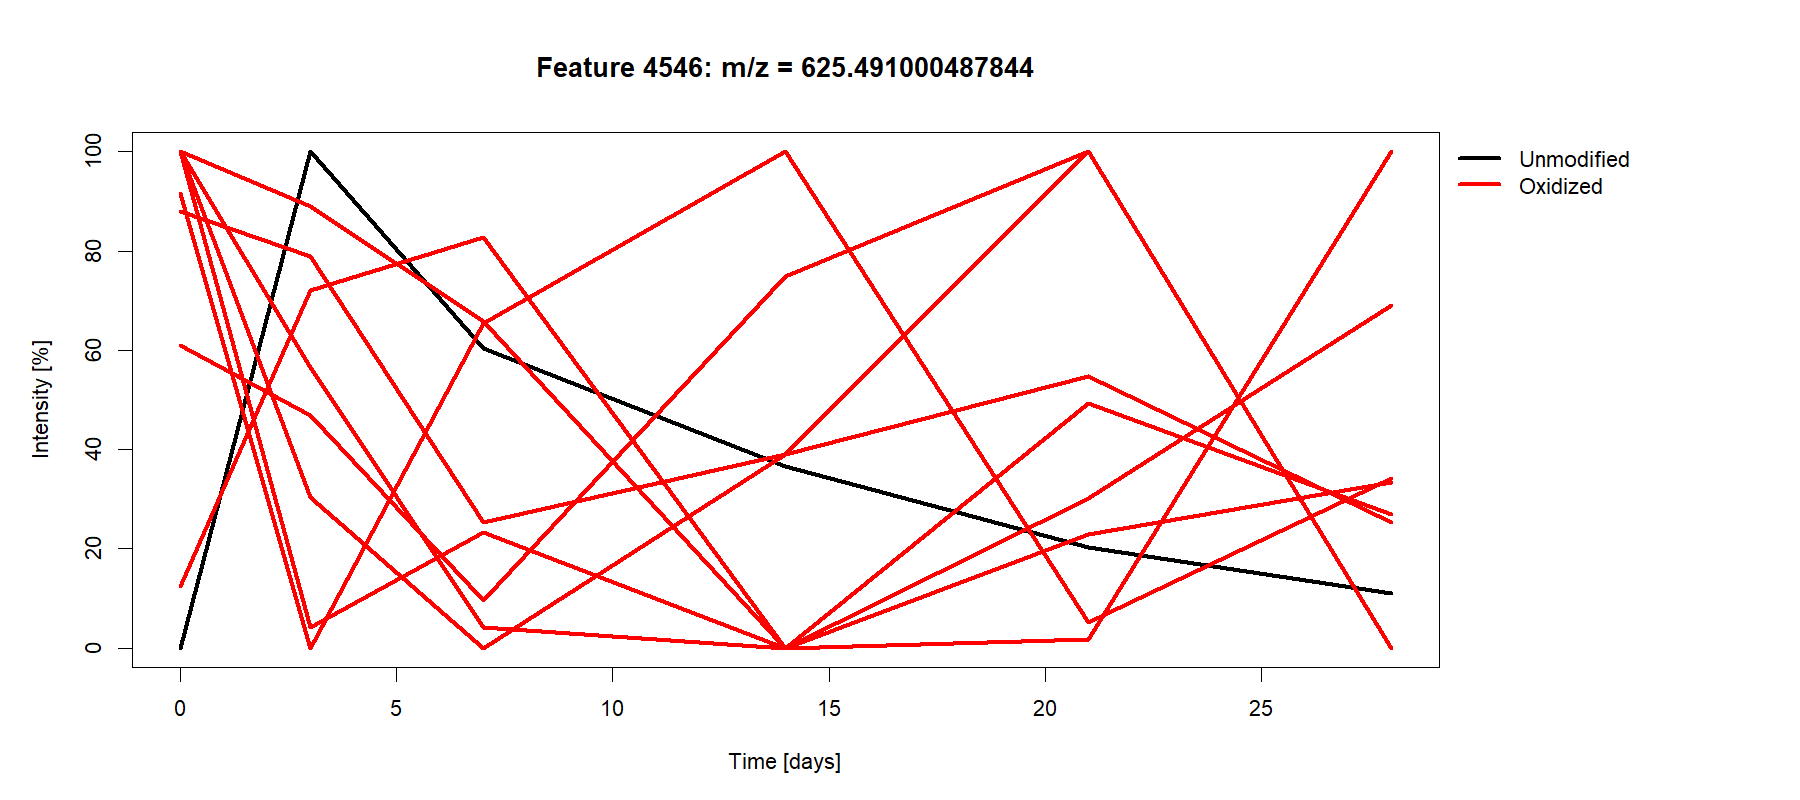 Feature 4546: m/z = 625.491000487844
Unmodified
Oxidized
Intensity [%]
100
80
60
40
20
0
0 5 10 15 20 25
Time [days]